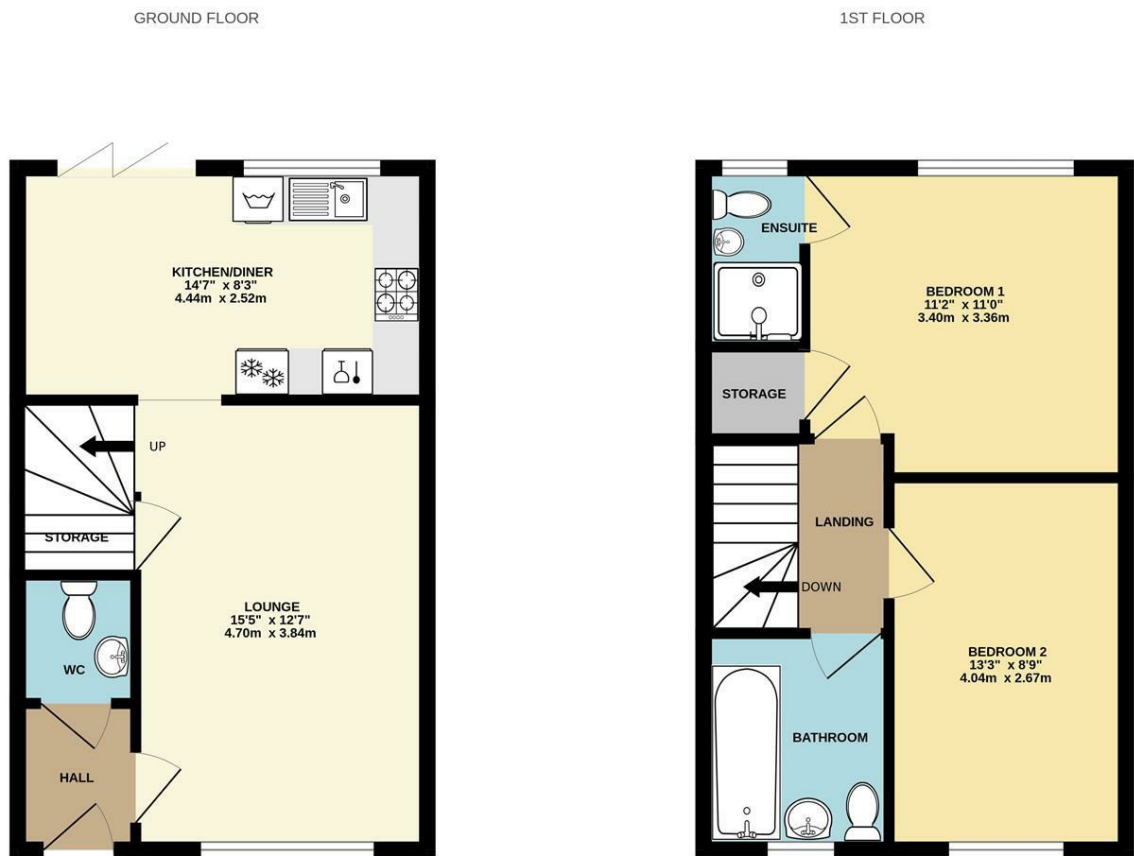 GROUND FLOOR
KITCHEN/DINER
14'7" x 8'3"
4.44m x 2.52m
UP
STORAGE
LOUNGE
15'5" x 12'7"
4.70m x 3.84m
WC
HALL
1ST FLOOR
ENSUITE
BEDROOM 1
11'2" x 11'0"
3.40m x 3.36m
STORAGE
LANDING
DOWN
BEDROOM 2
13'3" x 8'9"
4.04m x 2.67m
BATHROOM